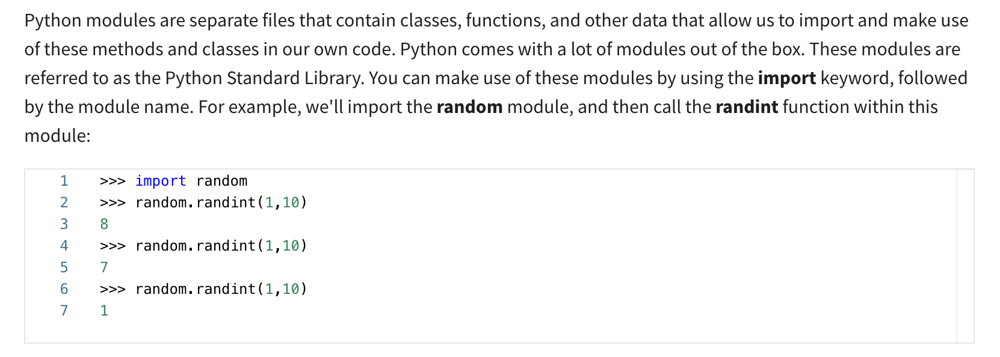 Python modules are separate files that contain classes, functions, and other data that allow us to import and make use
of these methods and classes in our own code. Python comes with a lot of modules out of the box. These modules are
referred to as the Python Standard Library. You can make use of these modules by using the import keyword, followed
by the module name. For example, we'll import the random module, and then call the randint function within this
module:
1 >>> import random
2 >>> random.randint(1,10)
3 8
4 >>> random.randint(1,10)
5 7
6 >>> random.randint(1,10)
7 1